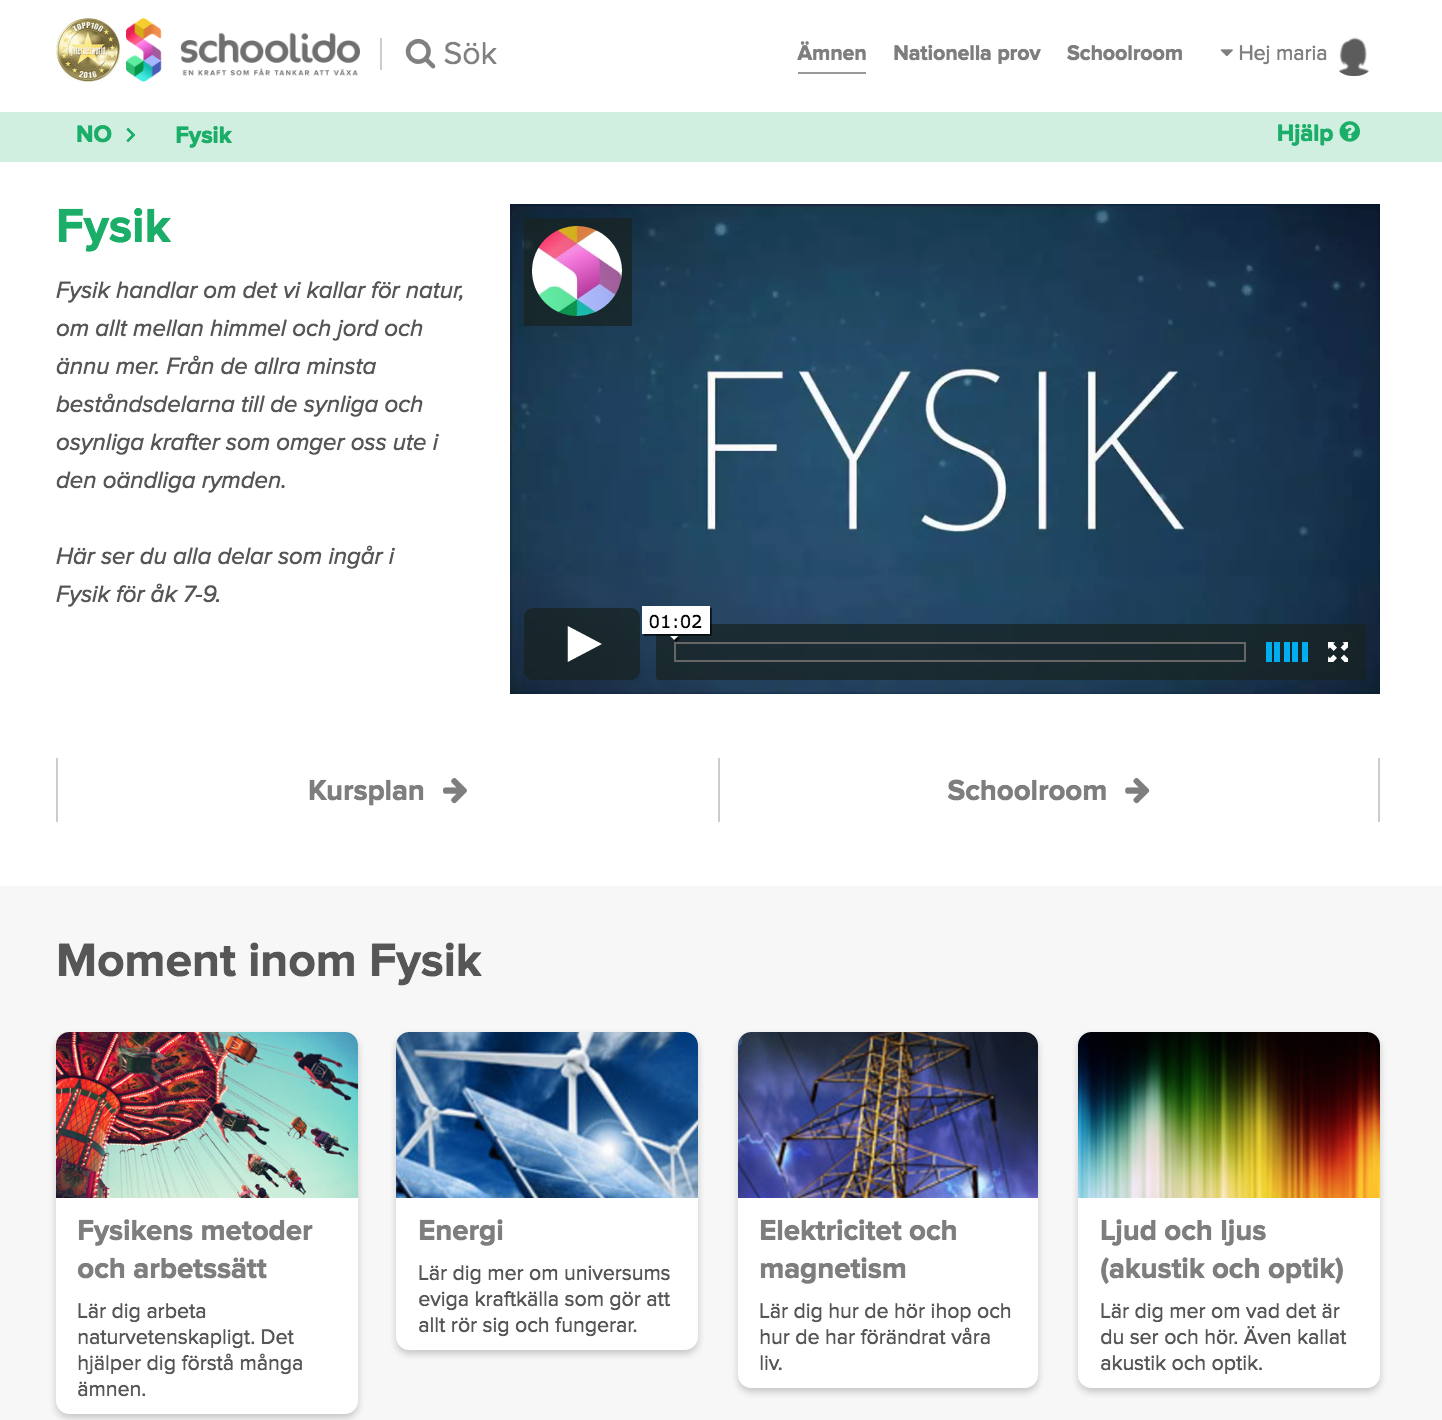 TOPP100
2016
schoolido
EN KRAFT SOM FÅR TANKAR ATT VÄXA
Sök
Ämnen
Nationella prov
Schoolroom
Hej maria
NO
Fysik
Hjälp
Fysik
Fysik handlar om det vi kallar för natur,
om allt mellan himmel och jord och
ännu mer. Från de allra minsta
beståndsdelarna till de synliga och
osynliga krafter som omger oss ute i
den oändliga rymden.
Här ser du alla delar som ingår i
Fysik för åk 7-9.
FYSIK
01:02
Kursplan
Schoolroom
Moment inom Fysik
Fysikens metoder
och arbetssätt
Lär dig arbeta
naturvetenskapligt. Det
hjälper dig förstå många
ämnen.
Energi
Lär dig mer om universums
eviga kraftkälla som gör att
allt rör sig och fungerar.
Elektricitet och
magnetism
Lär dig hur de hör ihop och
hur de har förändrat våra
liv.
Ljud och ljus
(akustik och optik)
Lär dig mer om vad det är
du ser och hör. Även kallat
akustik och optik.